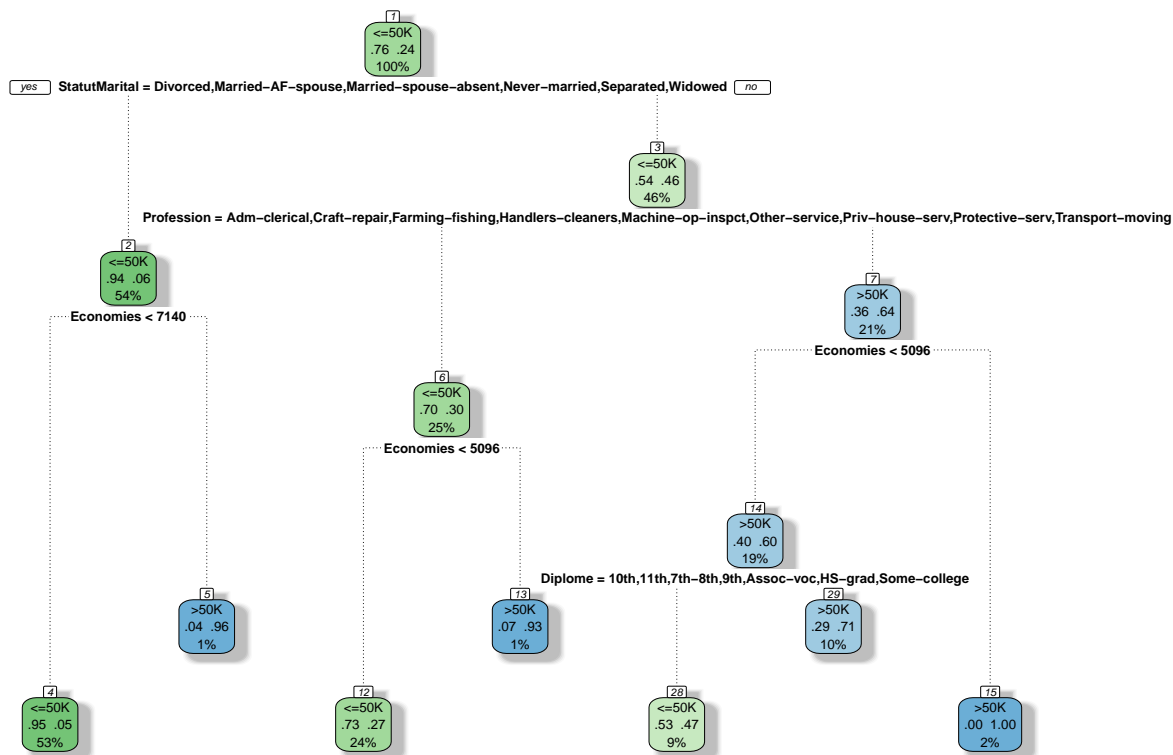 1
<=50K
.76 .24
100%
yes StatutMarital = Divorced,Married−AF−spouse,Married−spouse−absent,Never−married,Separated,Widowed no
3
<=50K
.54 .46
46%
Profession = Adm−clerical,Craft−repair,Farming−fishing,Handlers−cleaners,Machine−op−inspct,Other−service,Priv−house−serv,Protective−serv,Transport−moving
2
<=50K
.94 .06
54%
Economies < 7140
7
>50K
.36 .64
21%
Economies < 5096
6
<=50K
.70 .30
25%
Economies < 5096
14
>50K
.40 .60
19%
Diplome = 10th,11th,7th−8th,9th,Assoc−voc,HS−grad,Some−college
5
>50K
.04 .96
1%
13
>50K
.07 .93
1%
29
>50K
.29 .71
10%
4
<=50K
.95 .05
53%
12
<=50K
.73 .27
24%
28
<=50K
.53 .47
9%
15
>50K
.00 1.00
2%